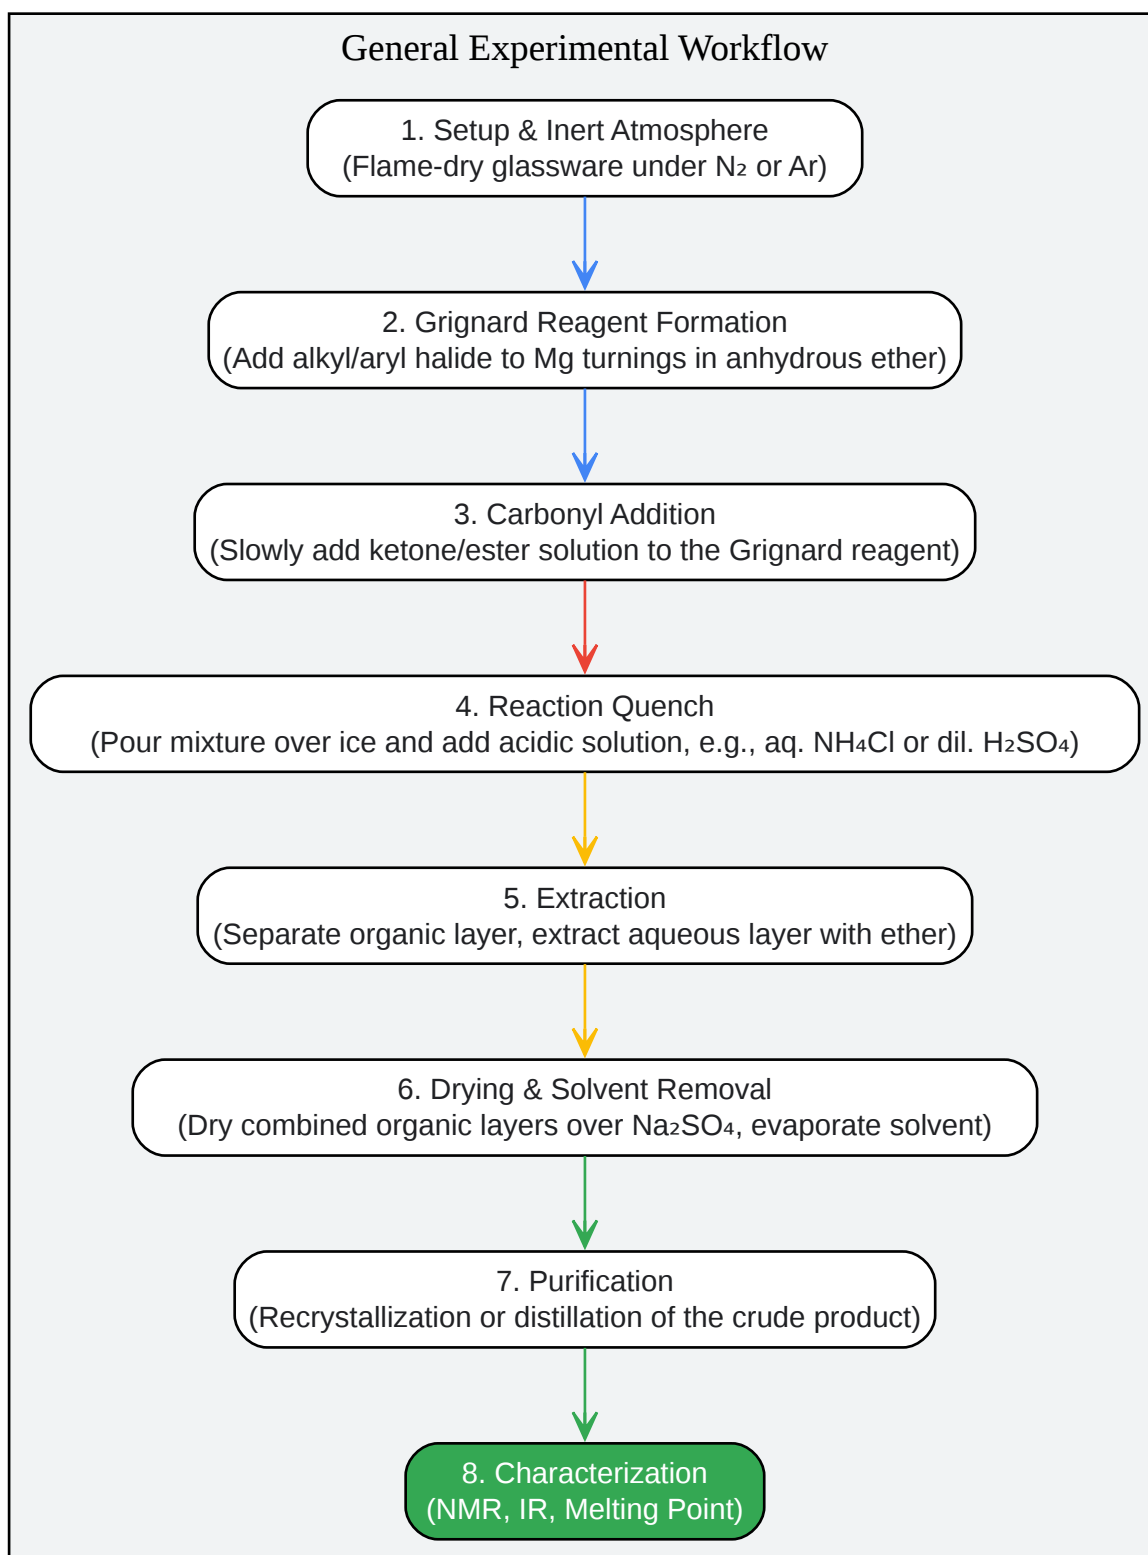 General Experimental Workflow
1. Setup & Inert Atmosphere
(Flame-dry glassware under N₂ or Ar)
2. Grignard Reagent Formation
(Add alkyl/aryl halide to Mg turnings in anhydrous ether)
3. Carbonyl Addition
(Slowly add ketone/ester solution to the Grignard reagent)
4. Reaction Quench
(Pour mixture over ice and add acidic solution, e.g., aq. NH₄Cl or dil. H₂SO₄)
5. Extraction
(Separate organic layer, extract aqueous layer with ether)
6. Drying & Solvent Removal
(Dry combined organic layers over Na₂SO₄, evaporate solvent)
7. Purification
(Recrystallization or distillation of the crude product)
8. Characterization
(NMR, IR, Melting Point)